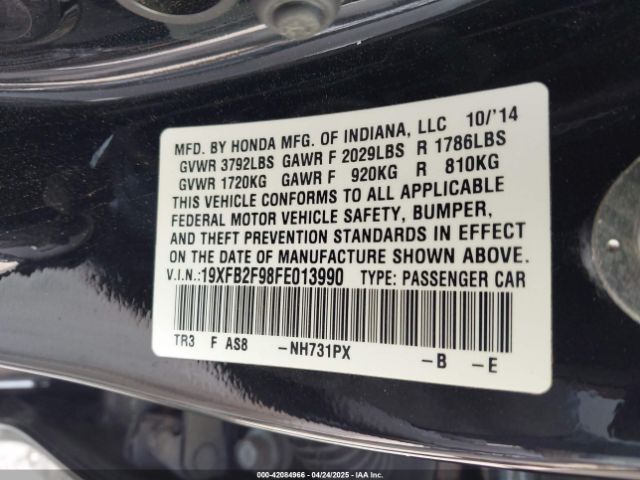 MFD. BY HONDA MFG. OF INDIANA, LLC 10/'14
GVWR 3792LBS GAWR F 2029LBS R 1786LBS
GVWR 1720KG GAWR F 920KG R 810KG
THIS VEHICLE CONFORMS TO ALL APPLICABLE
FEDERAL MOTOR VEHICLE SAFETY, BUMPER,
AND THEFT PREVENTION STANDARDS IN EFFECT
ON THE DATE OF MANUFACTURE SHOWN ABOVE.
V.I.N.:19XFB2F98FE013990 TYPE: PASSENGER CAR
TR3 F AS8 -NH731PX -B -E
000-42084966 - 04/24/2025 - IAA Inc.